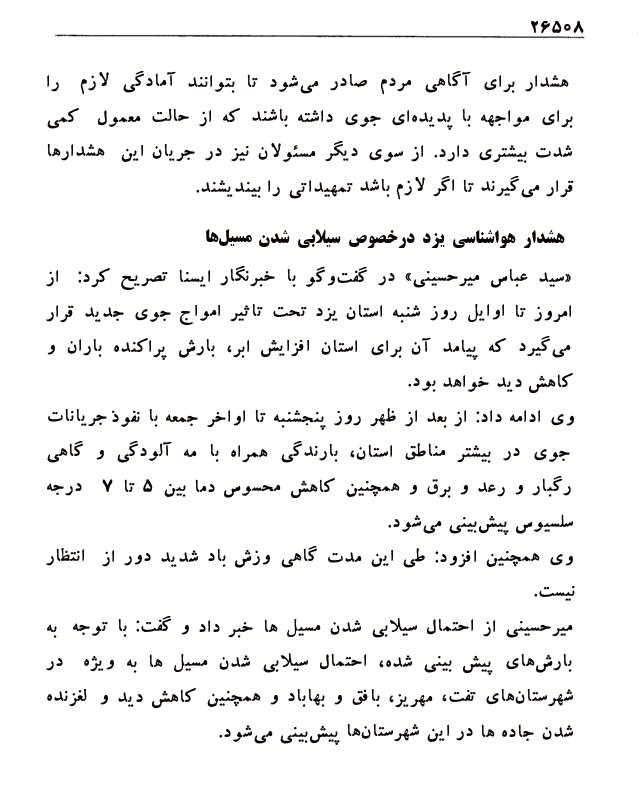 ۲۶۵۰۸
هشدار برای آگاهی مردم صادر می‌شود تا بتوانند آمادگی لازم را
برای مواجهه با پدیده‌ای جوی داشته باشند که از حالت معمول کمی
شدت بیشتری دارد. از سوی دیگر مسئولان نیز در جریان این هشدارها
قرار می‌گیرند تا اگر لازم باشد تمهیداتی را بیندیشند.
هشدار هواشناسی یزد درخصوص سیلابی شدن مسیل‌ها
«سید عباس میرحسینی» در گفت‌وگو با خبرنگار ایسنا تصریح کرد: از
امروز تا اوایل روز شنبه استان یزد تحت تاثیر امواج جوی جدید قرار
می‌گیرد که پیامد آن برای استان افزایش ابر، بارش پراکنده باران و
کاهش دید خواهد بود.
وی ادامه داد: از بعد از ظهر روز پنجشنبه تا اواخر جمعه با نفوذ جریانات
جوی در بیشتر مناطق استان، بارندگی همراه با مه آلودگی و گاهی
رگبار و رعد و برق و همچنین کاهش محسوس دما بین ۵ تا ۷ درجه
سلسیوس پیش‌بینی می‌شود.
وی همچنین افزود: طی این مدت گاهی وزش باد شدید دور از انتظار
نیست.
میرحسینی از احتمال سیلابی شدن مسیل ها خبر داد و گفت: با توجه به
بارش‌های پیش بینی شده، احتمال سیلابی شدن مسیل ها به ویژه در
شهرستان‌های تفت، مهریز، بافق و بهاباد و همچنین کاهش دید و لغزنده
شدن جاده ها در این شهرستان‌ها پیش‌بینی می‌شود.